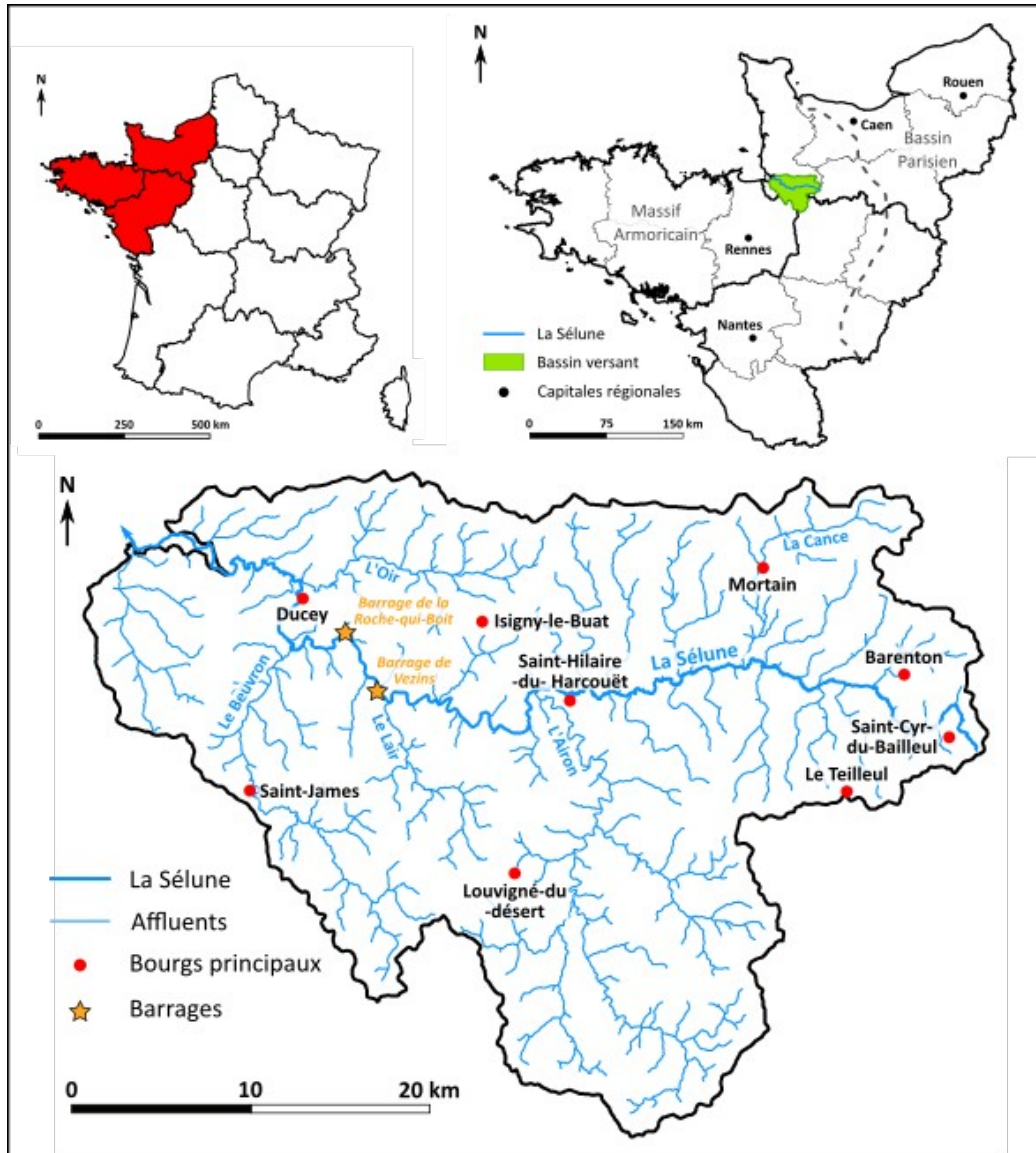 N
0
250
500 km
N
Rouen
Caen
Bassin
Parisien
Massif
Armoricain
Rennes
Nantes
La Sélune
Bassin versant
Capitales régionales
0
75
150 km
N
La Cance
L'Oir
Mortain
Ducey
Barrage de la
Roche-qui-Boit
Isigny-le-Buat
Saint-Hilaire
-du- Harcouët
La Sélune
Barenton
Barrage de
Vezins
Le Beuvron
Le Lair
L'Airon
Saint-Cyr-
du-Bailleul
Le Teilleul
Saint-James
Louvigné-du
-désert
La Sélune
Affluents
Bourgs principaux
Barrages
0
10
20 km